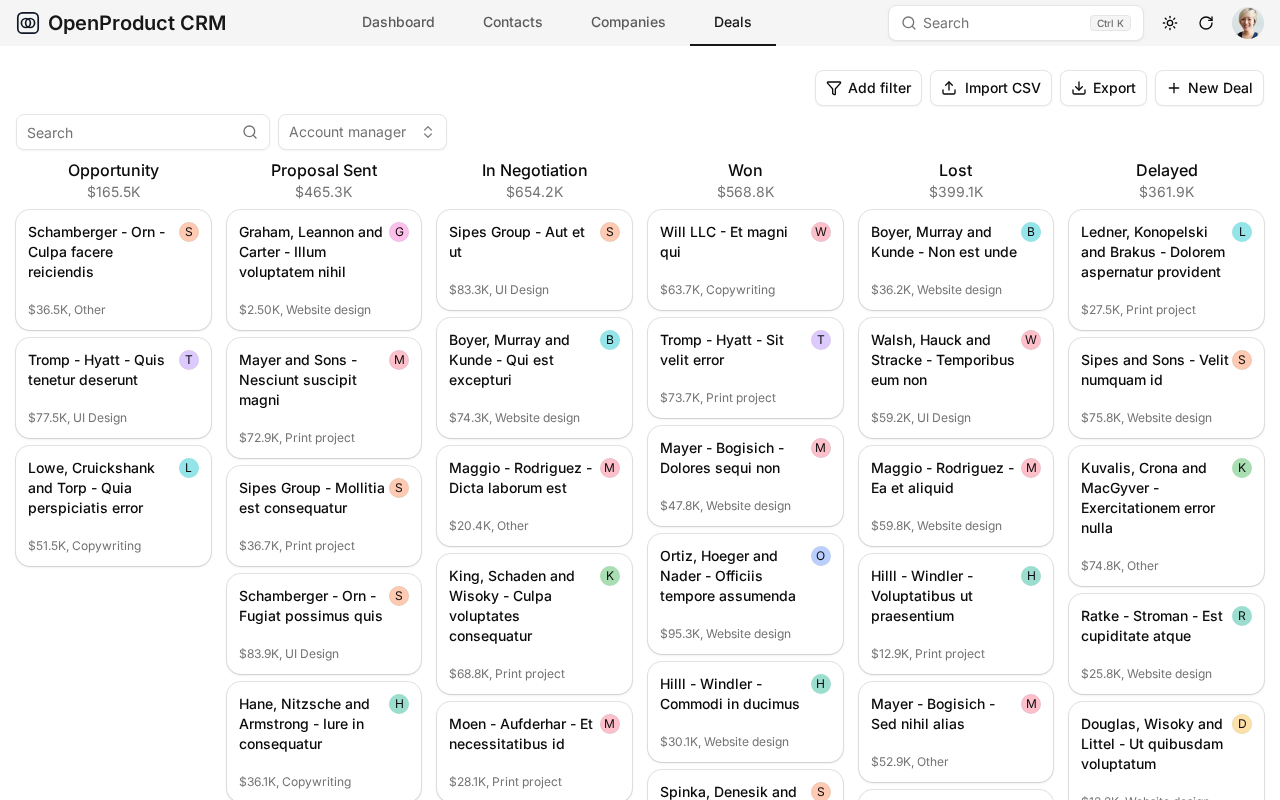 OpenProduct CRM
Dashboard
Contacts
Companies
Deals
Search
Ctrl K
Add filter
Import CSV
Export
New Deal
Search
Account manager
Opportunity
$165.5K
Schamberger - Orn -
Culpa facere
reiciendis
S
$36.5K, Other
Tromp - Hyatt - Quis
tenetur deserunt
T
$77.5K, UI Design
Lowe, Cruickshank
and Torp - Quia
perspiciatis error
L
$51.5K, Copywriting
Proposal Sent
$465.3K
Graham, Leannon and
Carter - Illum
voluptatem nihil
G
$2.50K, Website design
Mayer and Sons -
Nesciunt suscipit
magni
M
$72.9K, Print project
Sipes Group - Mollitia
est consequatur
S
$36.7K, Print project
Schamberger - Orn -
Fugiat possimus quis
S
$83.9K, UI Design
Hane, Nitzsche and
Armstrong - Iure in
consequatur
H
$36.1K, Copywriting
In Negotiation
$654.2K
Sipes Group - Aut et
ut
S
$83.3K, UI Design
Boyer, Murray and
Kunde - Qui est
excepturi
B
$74.3K, Website design
Maggio - Rodriguez -
Dicta laborum est
M
$20.4K, Other
King, Schaden and
Wisoky - Culpa
voluptates
consequatur
K
$68.8K, Print project
Moen - Aufderhar - Et
necessitatibus id
M
$28.1K, Print project
Won
$568.8K
Will LLC - Et magni
qui
W
$63.7K, Copywriting
Tromp - Hyatt - Sit
velit error
T
$73.7K, Print project
Mayer - Bogisich -
Dolores sequi non
M
$47.8K, Website design
Ortiz, Hoeger and
Nader - Officiis
tempore assumenda
O
$95.3K, Website design
Hilll - Windler -
Commodi in ducimus
H
$30.1K, Website design
Spinka, Denesik and
S
Lost
$399.1K
Boyer, Murray and
Kunde - Non est unde
B
$36.2K, Website design
Walsh, Hauck and
Stracke - Temporibus
eum non
W
$59.2K, UI Design
Maggio - Rodriguez -
Ea et aliquid
M
$59.8K, Website design
Hilll - Windler -
Voluptatibus ut
praesentium
H
$12.9K, Print project
Mayer - Bogisich -
Sed nihil alias
M
$52.9K, Other
Delayed
$361.9K
Ledner, Konopelski
and Brakus - Dolorem
aspernatur provident
L
$27.5K, Print project
Sipes and Sons - Velit
numquam id
S
$75.8K, Website design
Kuvalis, Crona and
MacGyver -
Exercitationem error
nulla
K
$74.8K, Other
Ratke - Stroman - Est
cupiditate atque
R
$25.8K, Website design
Douglas, Wisoky and
Littel - Ut quibusdam
voluptatum
D